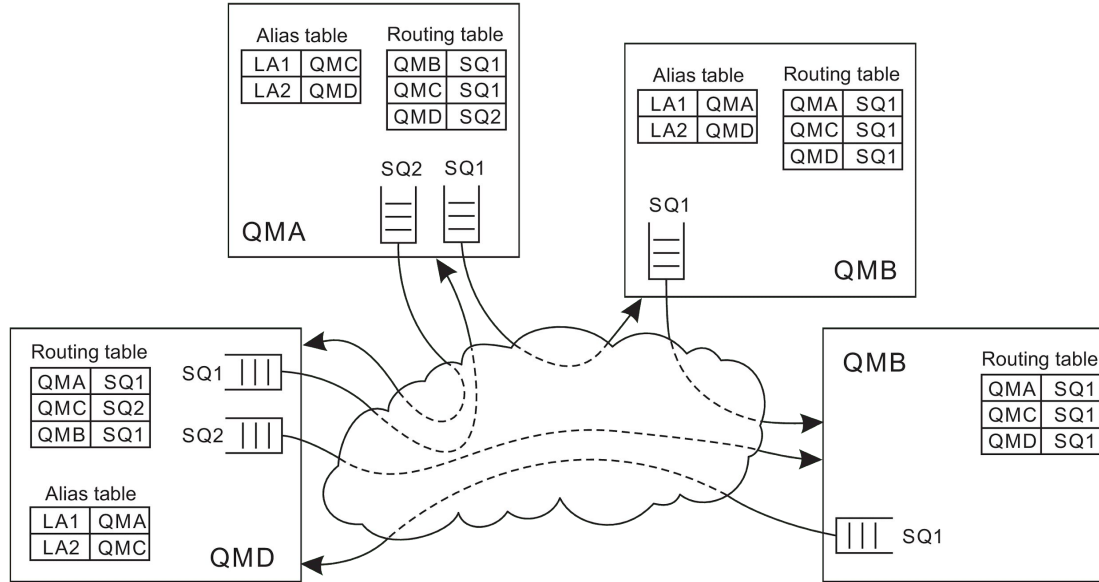 Alias table
LA1 QMC
LA2 QMD
Routing table
QMB SQ1
QMC SQ1
QMD SQ2
SQ2 SQ1
QMA
Alias table
LA1 QMA
LA2 QMD
Routing table
QMA SQ1
QMC SQ1
QMD SQ1
SQ1
QMB
Routing table
QMA SQ1
QMC SQ2
QMB SQ1
SQ1
SQ2
Alias table
LA1 QMA
LA2 QMC
QMD
QMB
Routing table
QMA SQ1
QMC SQ1
QMD SQ1
SQ1